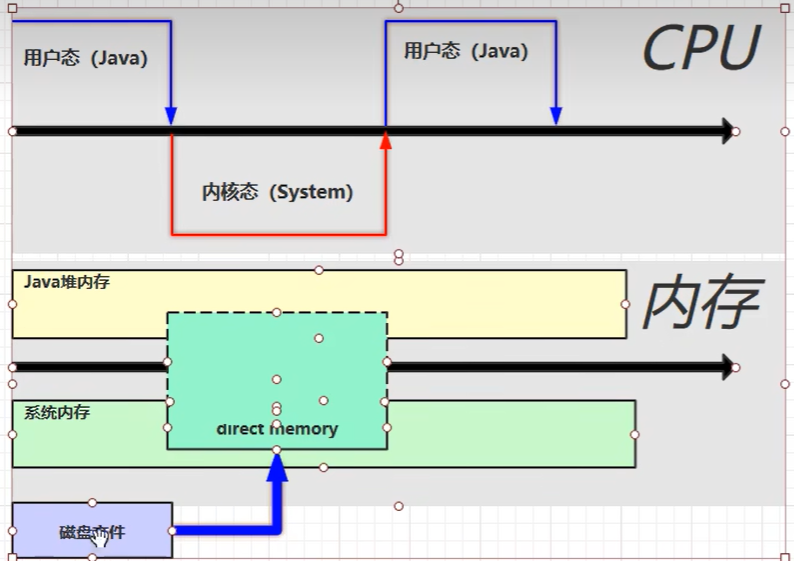 用户态（Java）
用户态（Java）
CPU
内核态（System）
Java堆内存
内存
系统内存
direct memory
磁盘文件